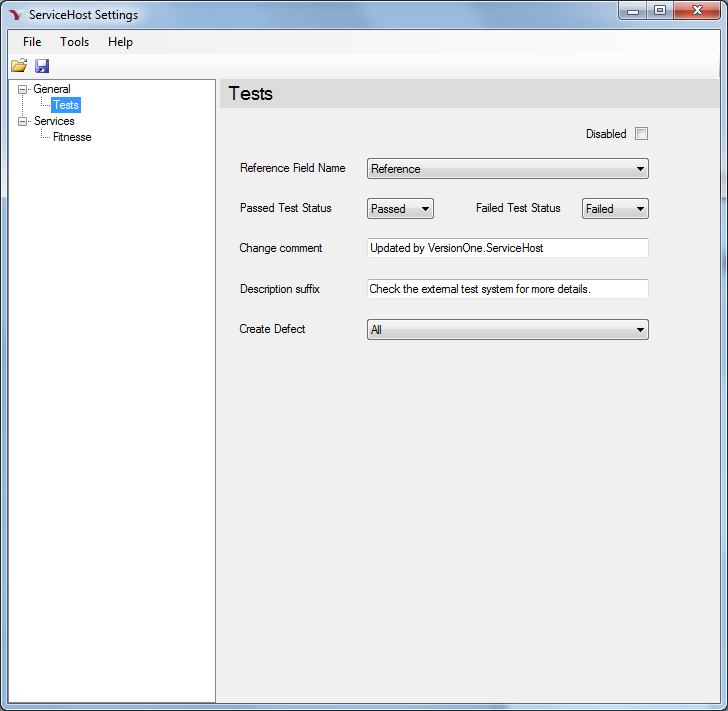 ServiceHost Settings
File Tools Help
General
Tests
Services
Fitnesse
Tests
Disabled
Reference Field Name Reference
Passed Test Status Passed Failed Test Status Failed
Change comment Updated by VersionOne.ServiceHost
Description suffix Check the external test system for more details.
Create Defect All